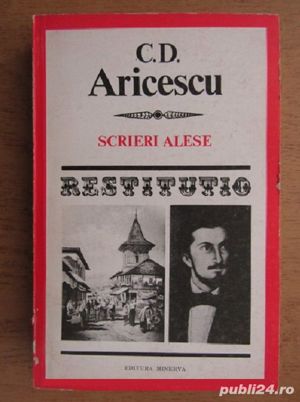 C.D.
Aricescu
SCRIERI ALESE
RESTITUTIO
EDITURA MINERVA
publi24.ro